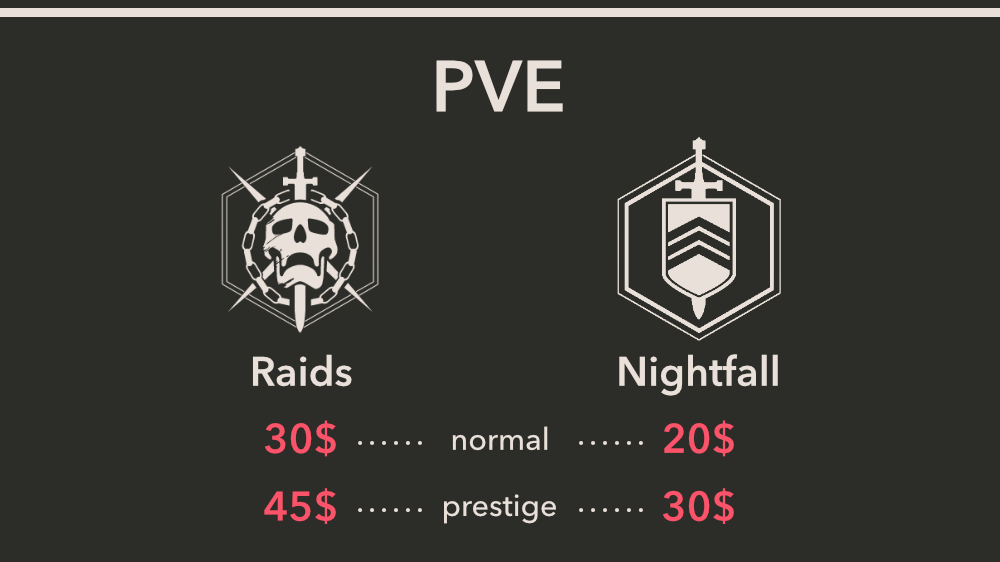 PVE
Raids Nightfall
30$ ...... normal ...... 20$
45$ ...... prestige ...... 30$